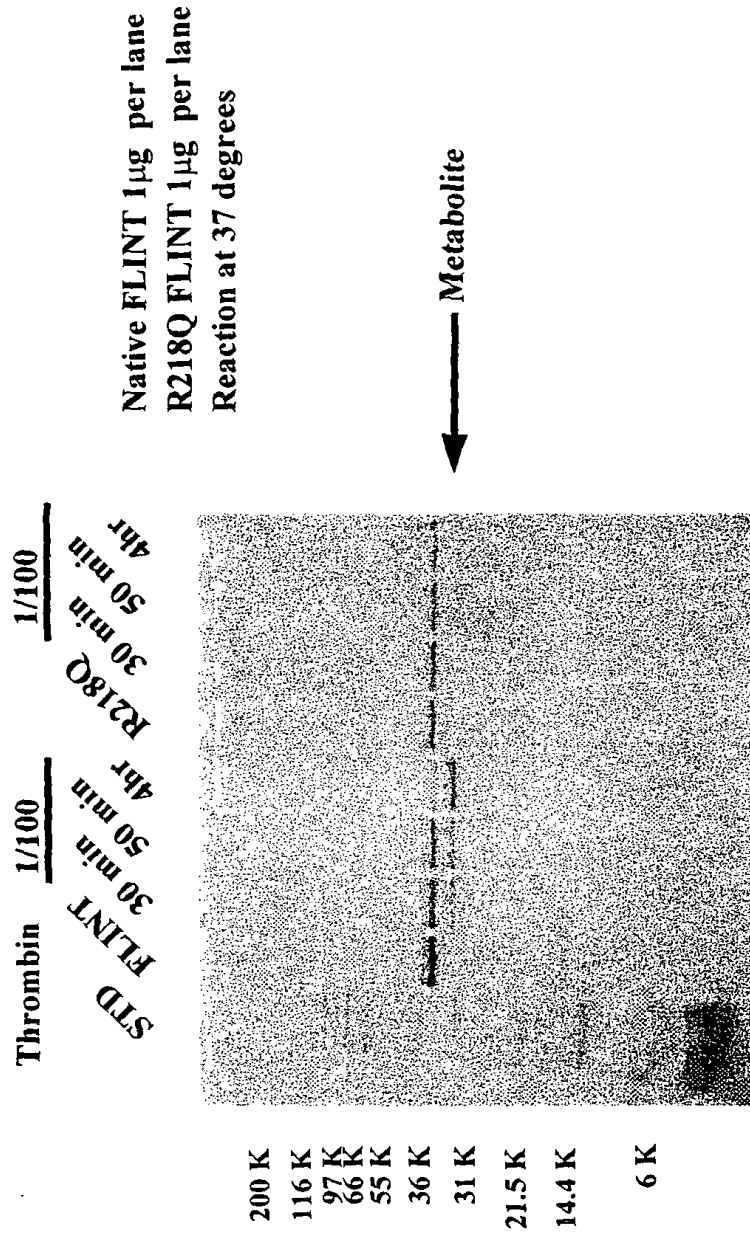 Thrombin 1/100 1/100
STD FLINT 30 min 50 min 4hr R218Q 30 min 50 min 4hr
200 K
116 K
97 K
66 K
55 K
36 K
31 K
21.5 K
14.4 K
6 K
Native FLINT 1µg per lane
R218Q FLINT 1µg per lane
Reaction at 37 degrees
Metabolite